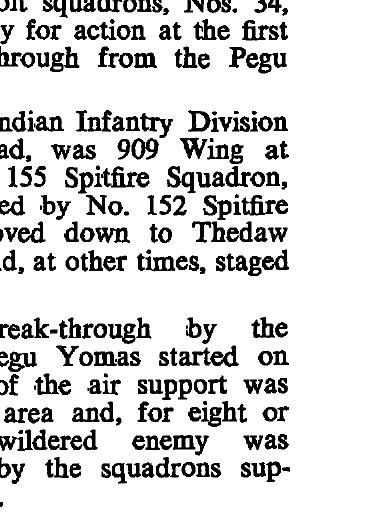 squadrons, Nos. 34,
y for action at the first
hrough from the Pegu
ndian Infantry Division
ad, was 909 Wing at
155 Spitfire Squadron,
ed by No. 152 Spitfire
oved down to Thedaw
d, at other times, staged
reak-through by the
egu Yomas started on
of the air support was
area and, for eight or
wildered enemy was
by the squadrons sup-